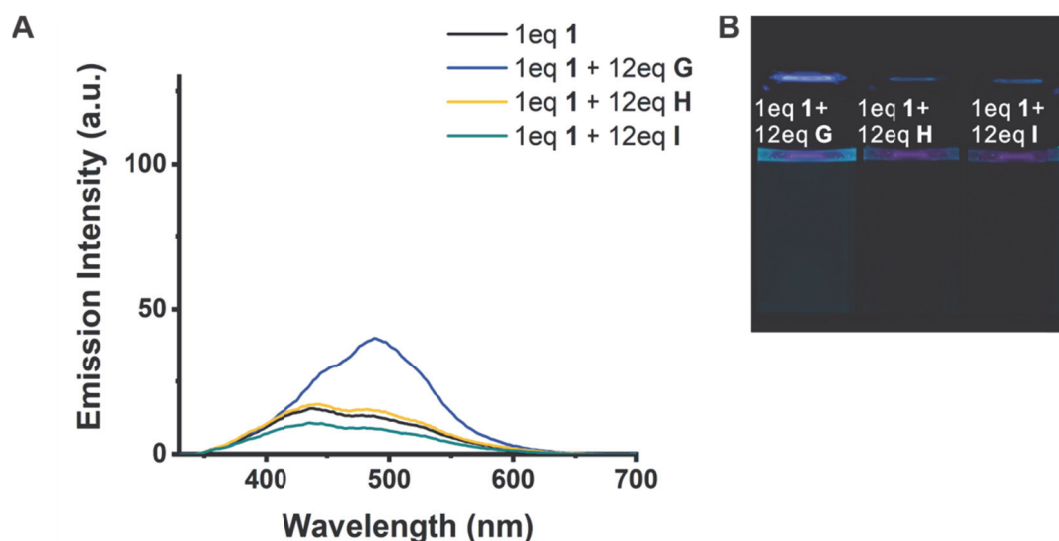 A
1eq 1
1eq 1 + 12eq G
1eq 1 + 12eq H
1eq 1 + 12eq I
Emission Intensity (a.u.)
100
50
0
400
500
600
700
Wavelength (nm)
B
1eq 1+
12eq G
1eq 1+
12eq H
1eq 1+
12eq I